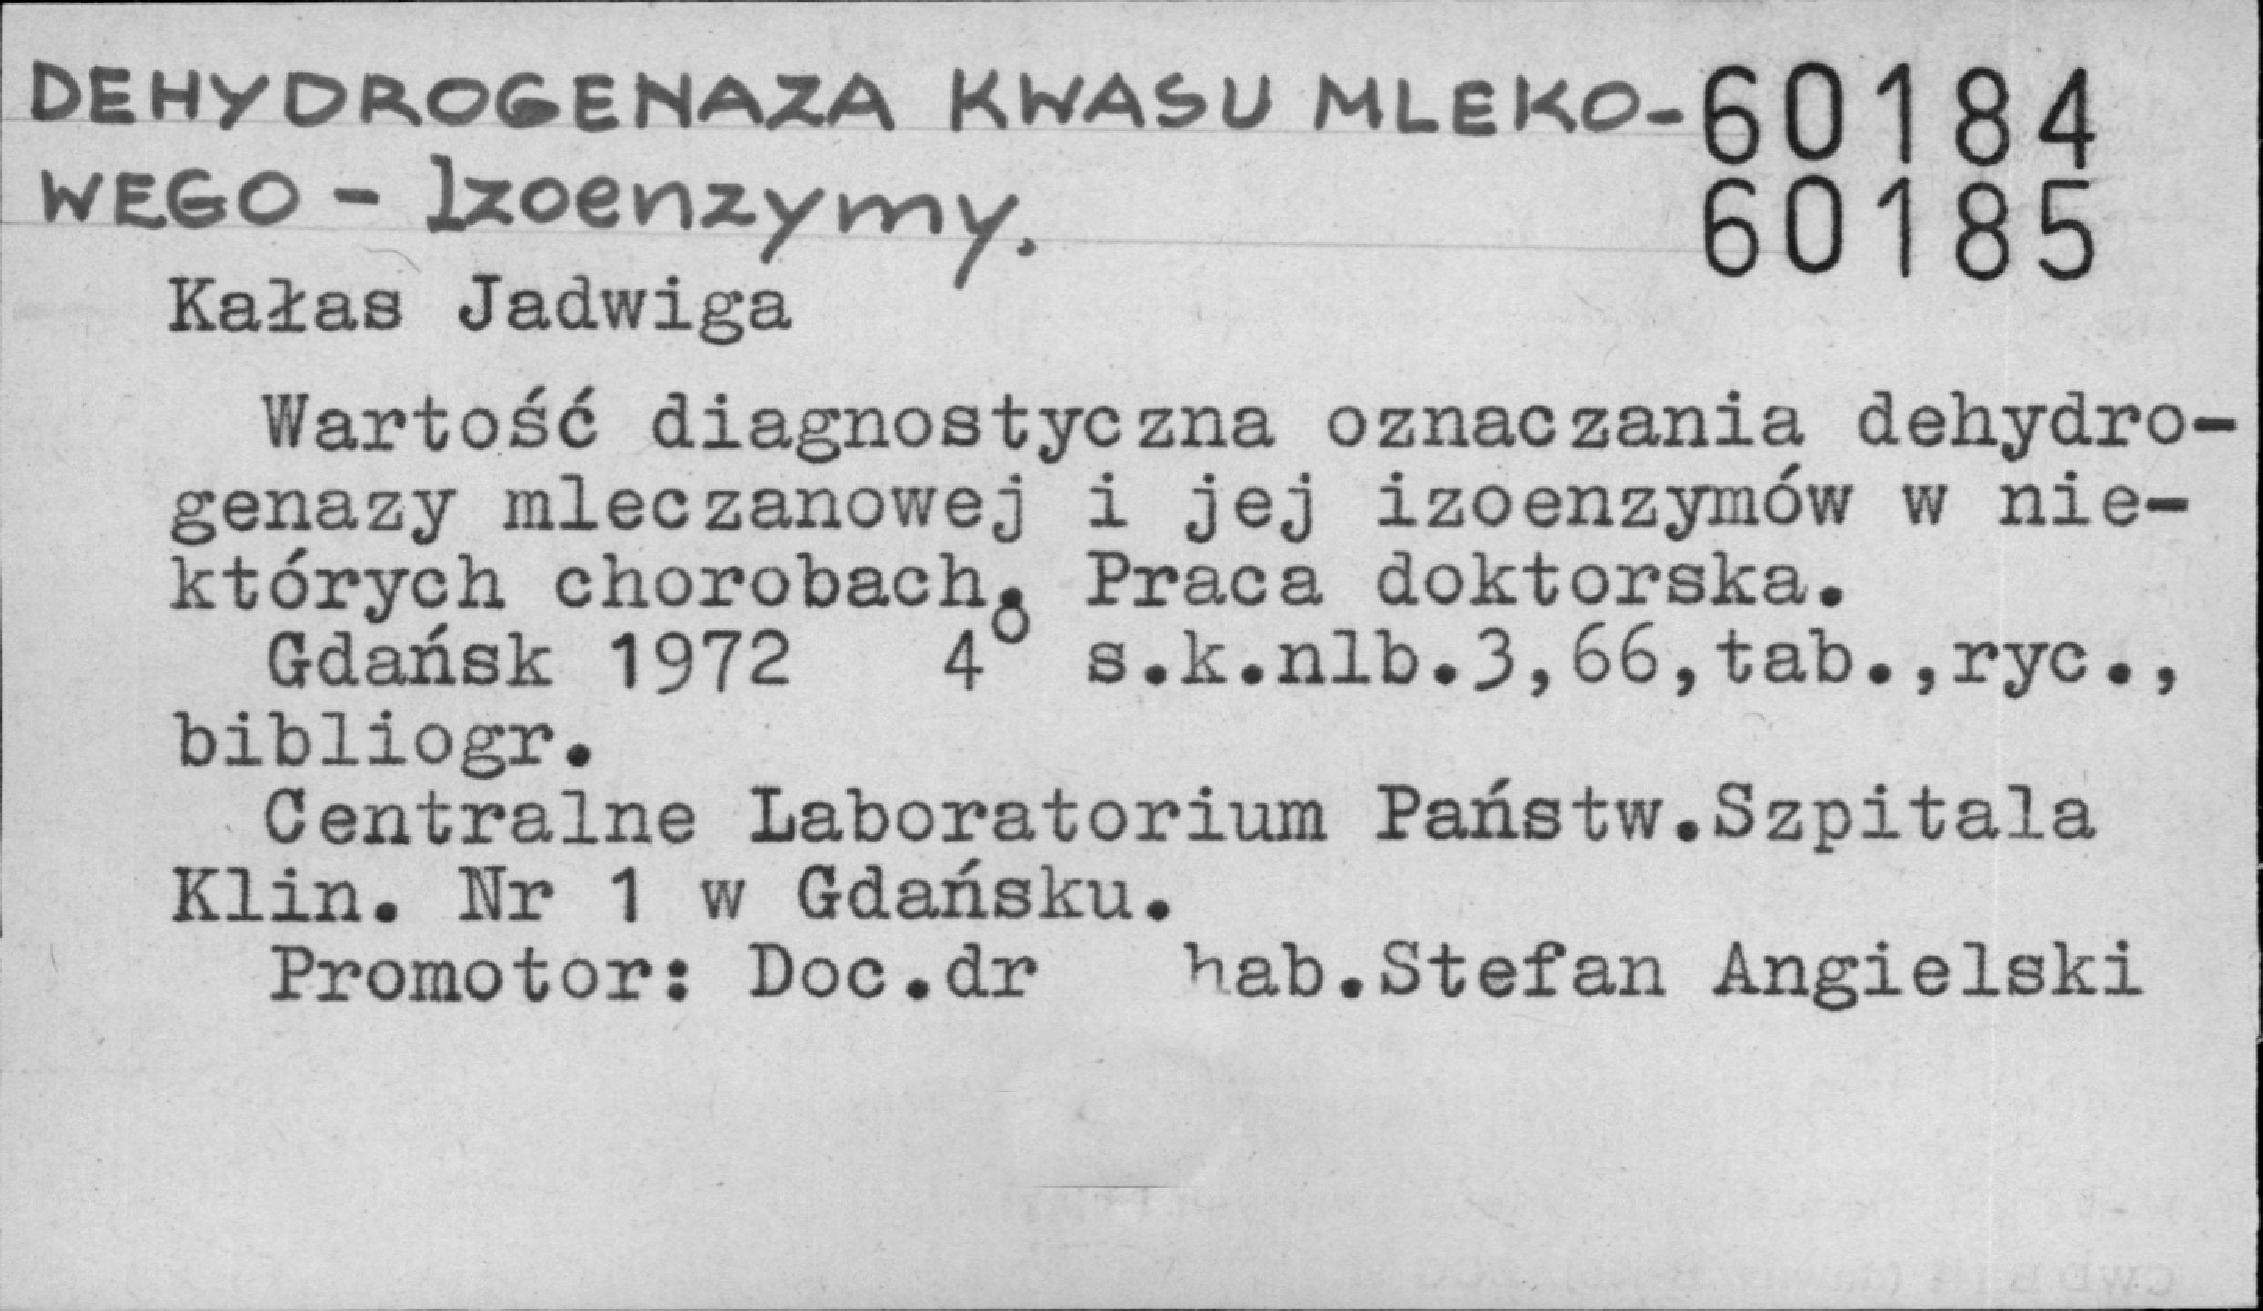 DEHYDROGENAZA KWASU MLEKO- 60184
WEGO - Izoenzymy. 60185
Kałas Jadwiga
Wartość diagnostyczna oznaczania dehydro-
genazy mleczanowej i jej izoenzymów w nie-
których chorobach. Praca doktorska.
Gdańsk 1972 4° s.k.nlb.3,66,tab.,ryc.,
bibliogr.
Centralne Laboratorium Państw.Szpitala
Klin. Nr 1 w Gdańsku.
Promotor: Doc.dr hab.Stefan Angielski